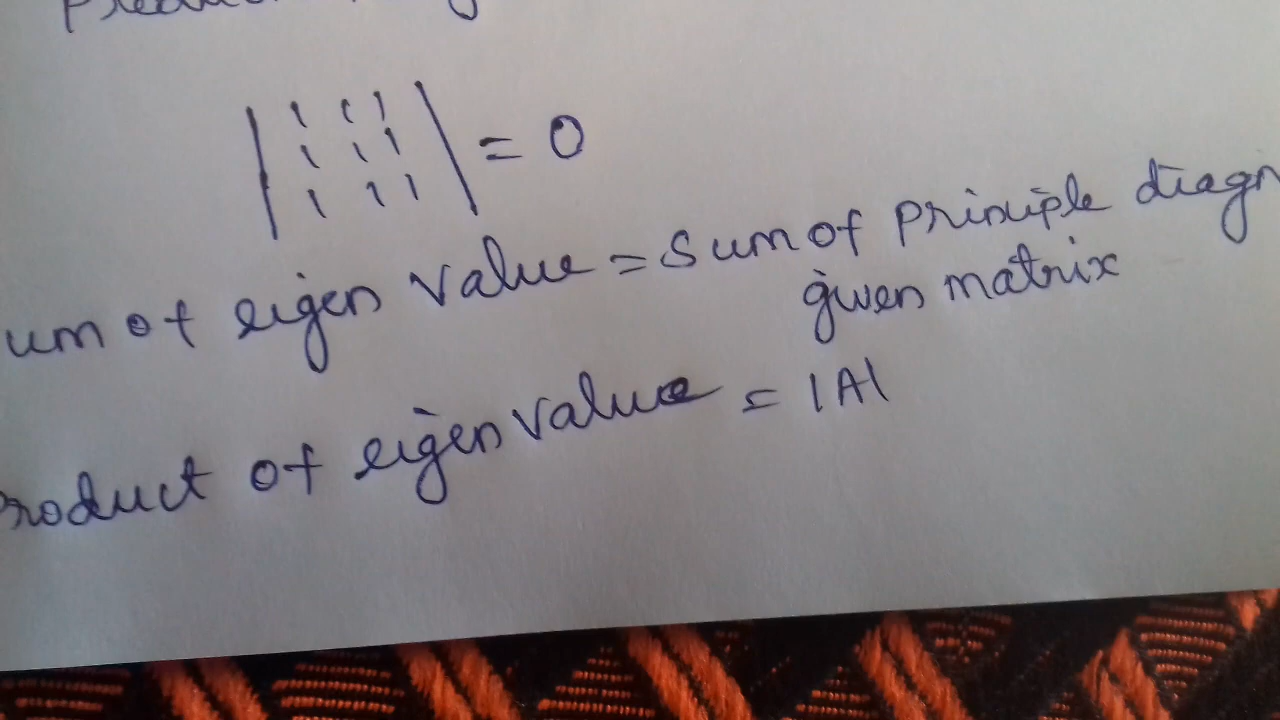 | 1 1 1 |
| 1 1 1 | = 0
| 1 1 1 |
um of eigen value = sum of principle diagn
given matrix
roduct of eigen value = |A|